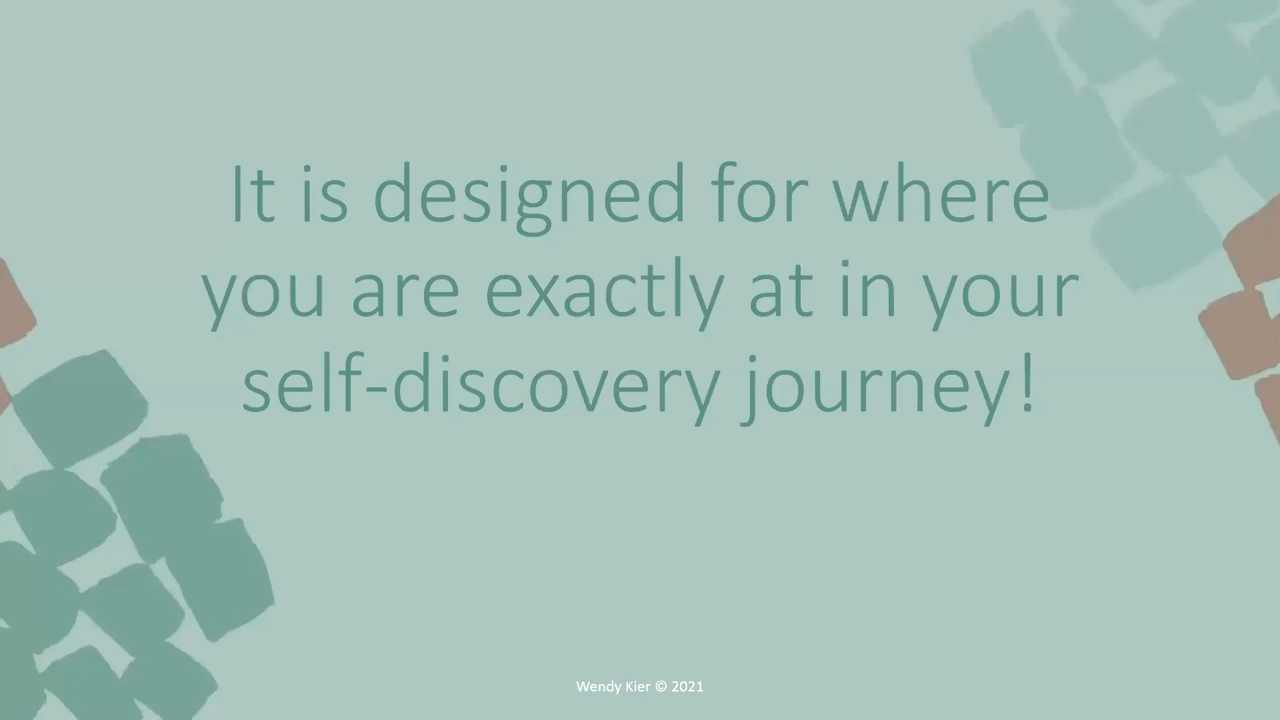 It is designed for where
you are exactly at in your
self-discovery journey!
Wendy Kier © 2021